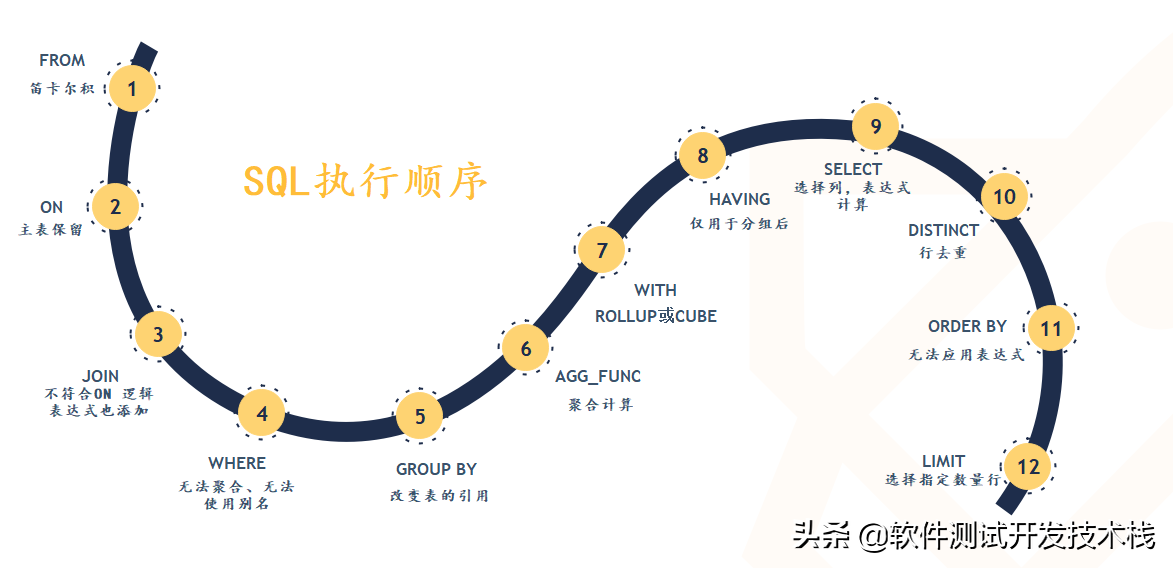 SQL执行顺序
1
FROM
笛卡尔积
2
ON
主表保留
3
JOIN
不符合ON 逻辑
表达式也添加
4
WHERE
无法聚合、无法
使用别名
5
GROUP BY
改变表的引用
6
AGG_FUNC
聚合计算
7
WITH
ROLLUP或CUBE
8
HAVING
仅用于分组后
9
SELECT
选择列，表达式
计算
10
DISTINCT
行去重
11
ORDER BY
无法应用表达式
12
LIMIT
选择指定数量行
头条 @软件测试开发技术栈